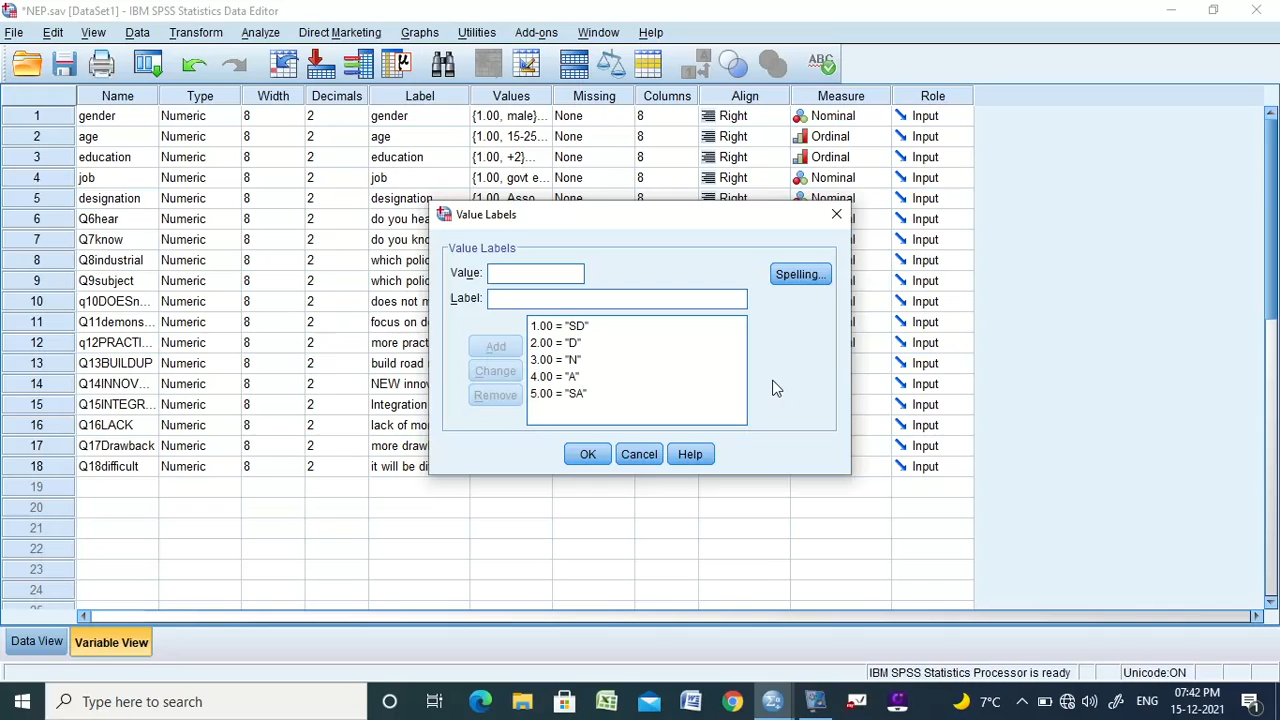 *NEP.sav [DataSet1] - IBM SPSS Statistics Data Editor
File Edit View Data Transform Analyze Direct Marketing Graphs Utilities Add-ons Window Help
Name Type Width Decimals Label Values Missing Columns Align Measure Role
1 gender Numeric 8 2 gender {1.00, male}... None 8 Right Nominal Input
2 age Numeric 8 2 age {1.00, 15-25... None 8 Right Ordinal Input
3 education Numeric 8 2 education {1.00, +2}... None 8 Right Ordinal Input
4 job Numeric 8 2 job {1.00, govt e... None 8 Right Nominal Input
5 designation Numeric 8 2 designation {1.00, Asso... None 8 Right Nominal Input
6 Q6hear Numeric 8 2 do you hea Input
7 Q7know Numeric 8 2 do you kno Input
8 Q8industrial Numeric 8 2 which polic Input
9 Q9subject Numeric 8 2 which polic Input
10 q10DOESn... Numeric 8 2 does not m Input
11 Q11demons... Numeric 8 2 focus on de Input
12 q12PRACTI... Numeric 8 2 more pract Input
13 Q13BUILDUP Numeric 8 2 build road Input
14 Q14INNOV... Numeric 8 2 NEW innov Input
15 Q15INTEGR... Numeric 8 2 Integration Input
16 Q16LACK Numeric 8 2 lack of mo Input
17 Q17Drawback Numeric 8 2 more draw Input
18 Q18difficult Numeric 8 2 it will be di Input
19
20
21
22
23
24
Value Labels
Value Labels
Value:
Spelling...
Label:
1.00 = "SD"
2.00 = "D"
3.00 = "N"
4.00 = "A"
5.00 = "SA"
Add
Change
Remove
OK Cancel Help
Data View Variable View
IBM SPSS Statistics Processor is ready Unicode:ON
Type here to search
7°C ENG 07:42 PM
15-12-2021